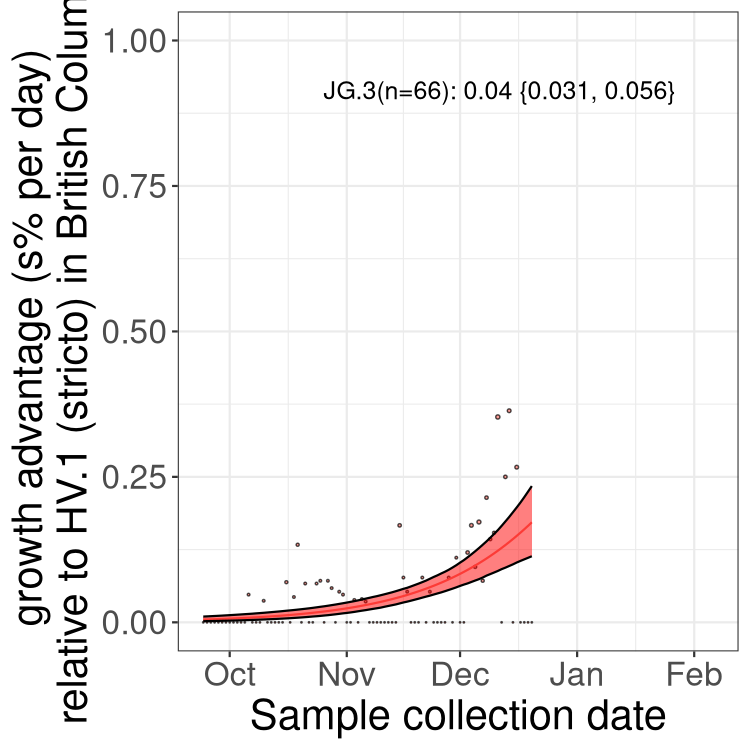 growth advantage (s% per day)
relative to HV.1 (stricto) in British Colum
1.00
0.75
0.50
0.25
0.00
JG.3(n=66): 0.04 {0.031, 0.056}
Oct Nov Dec Jan Feb
Sample collection date